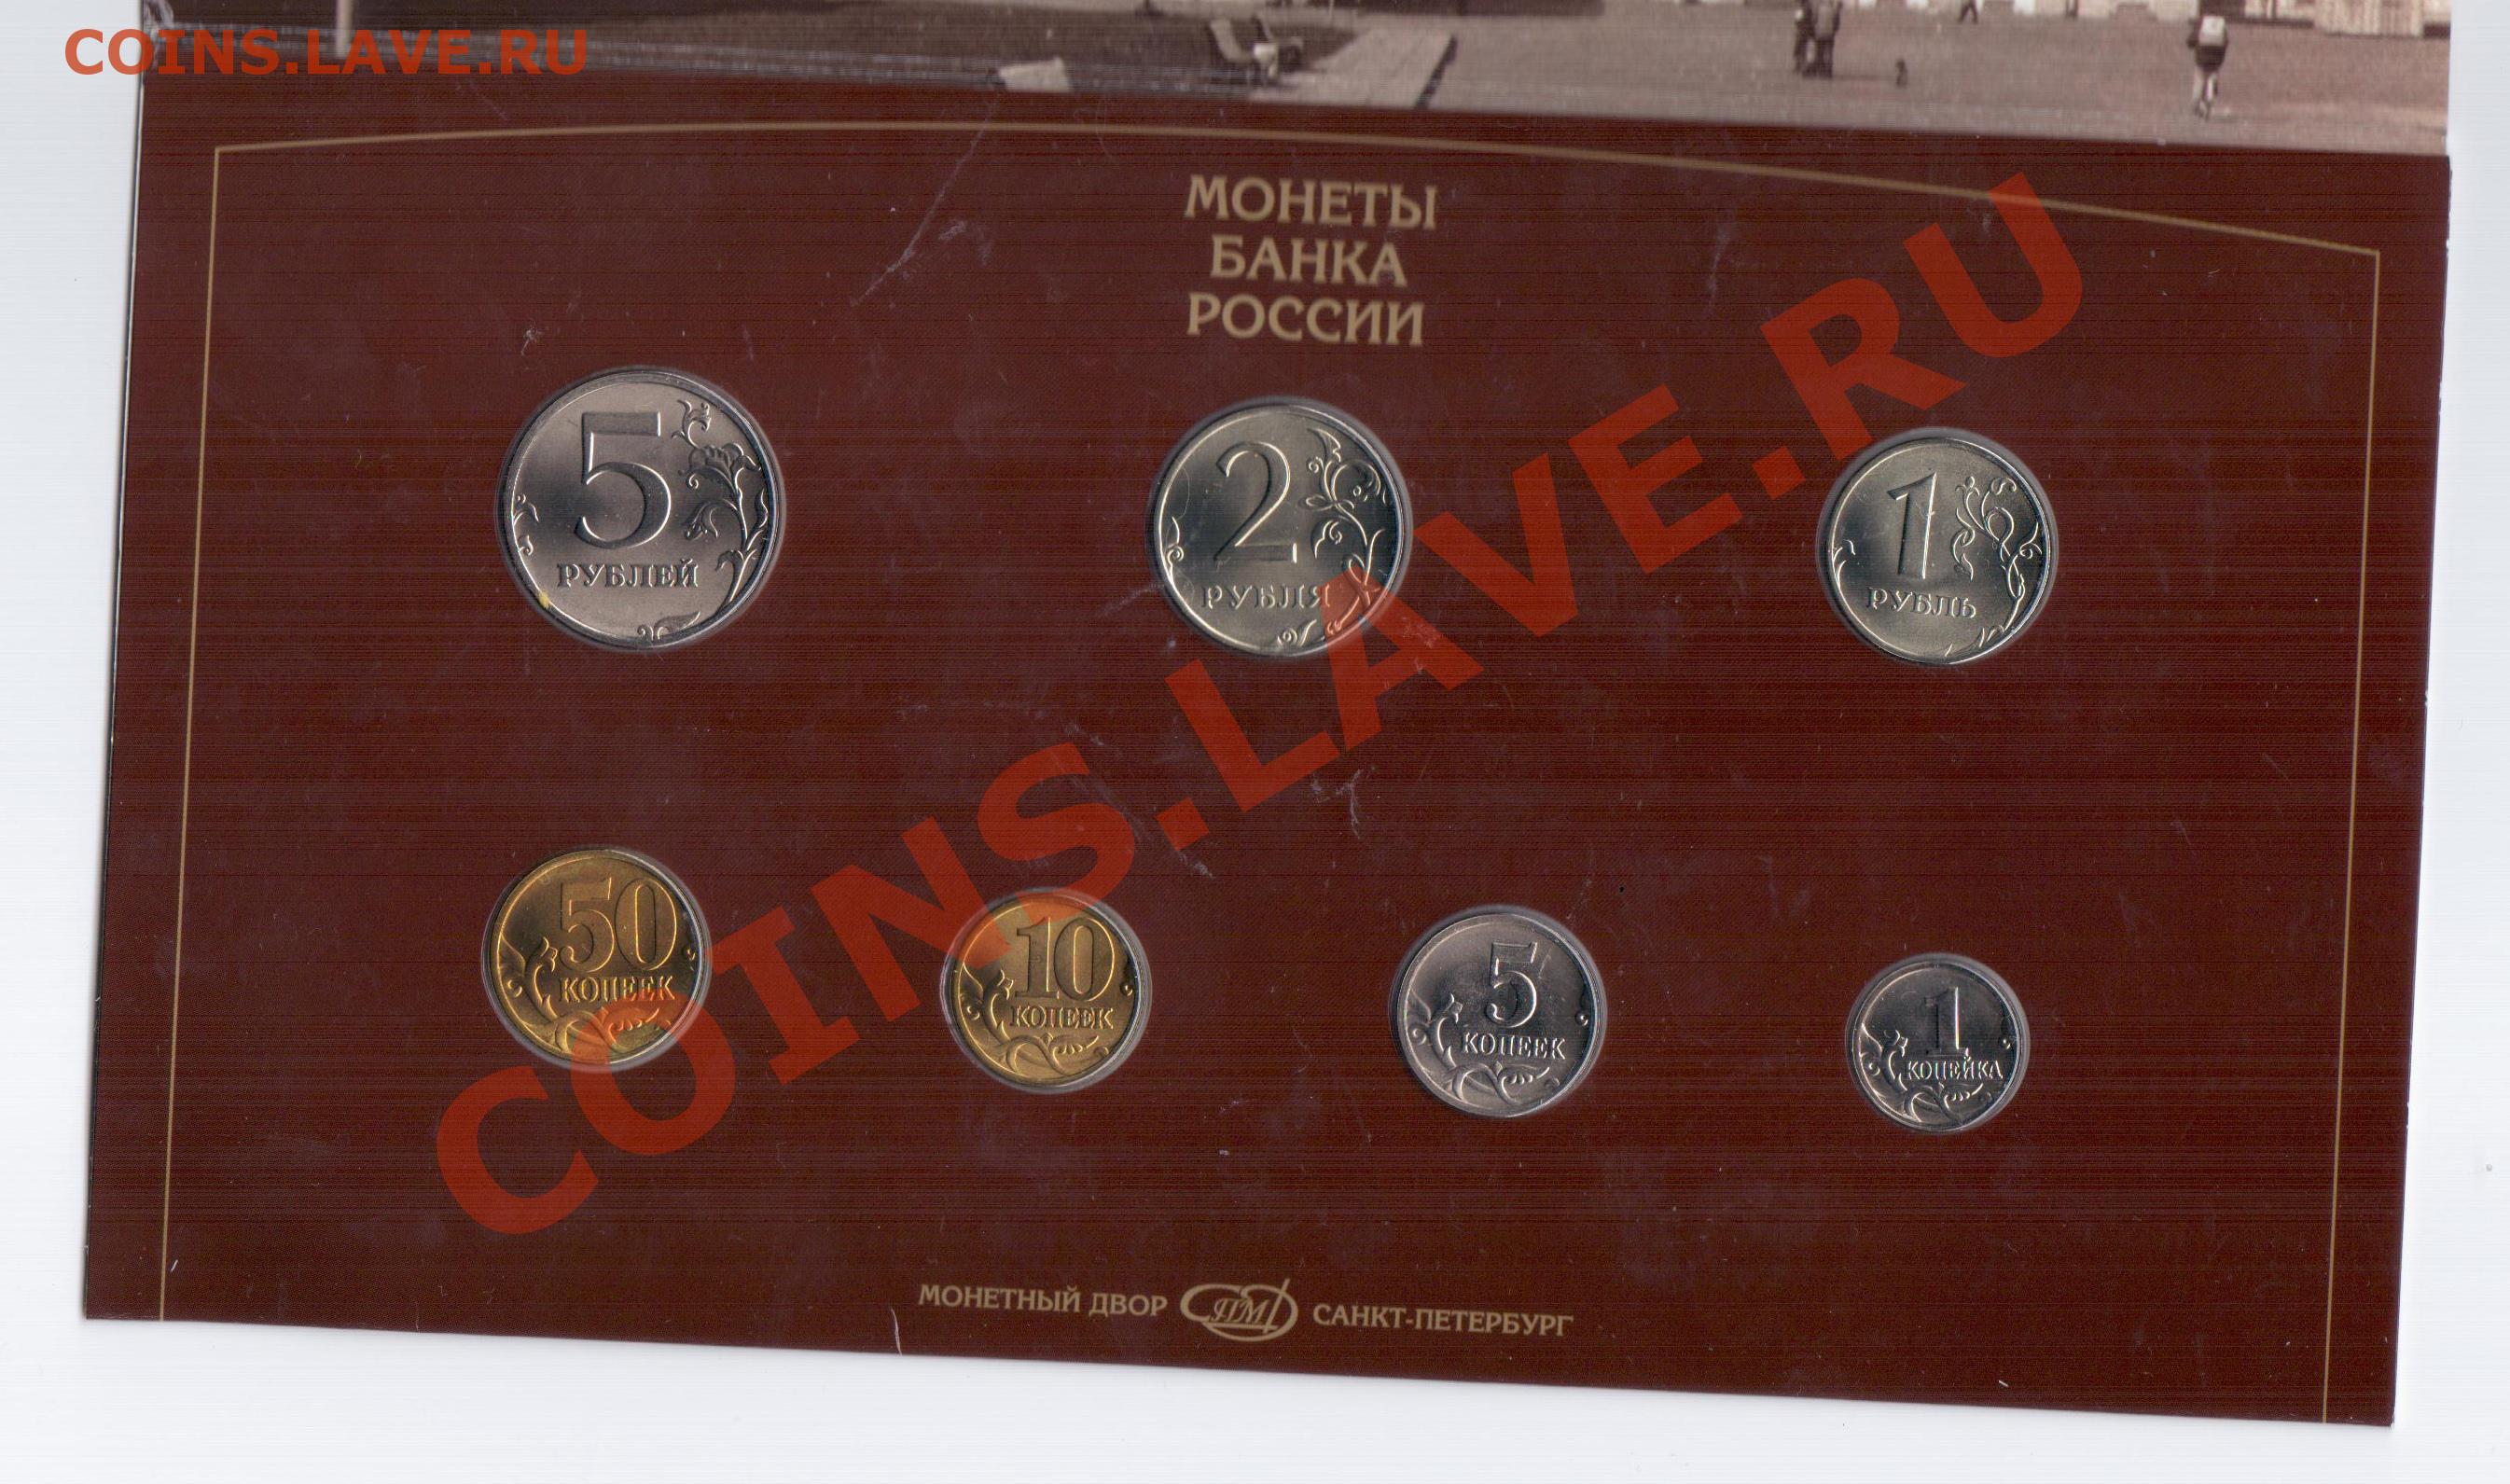 COINS.LAVE.RU
МОНЕТЫ
БАНКА
РОССИИ
5
РУБЛЕЙ
2
РУБЛЯ
1
РУБЛЬ
COINS.LAVE.RU
50
КОПЕЕК
10
КОПЕЕК
5
КОПЕЕК
1
КОПЕЙКА
МОНЕТНЫЙ ДВОР СПМД САНКТ-ПЕТЕРБУРГ